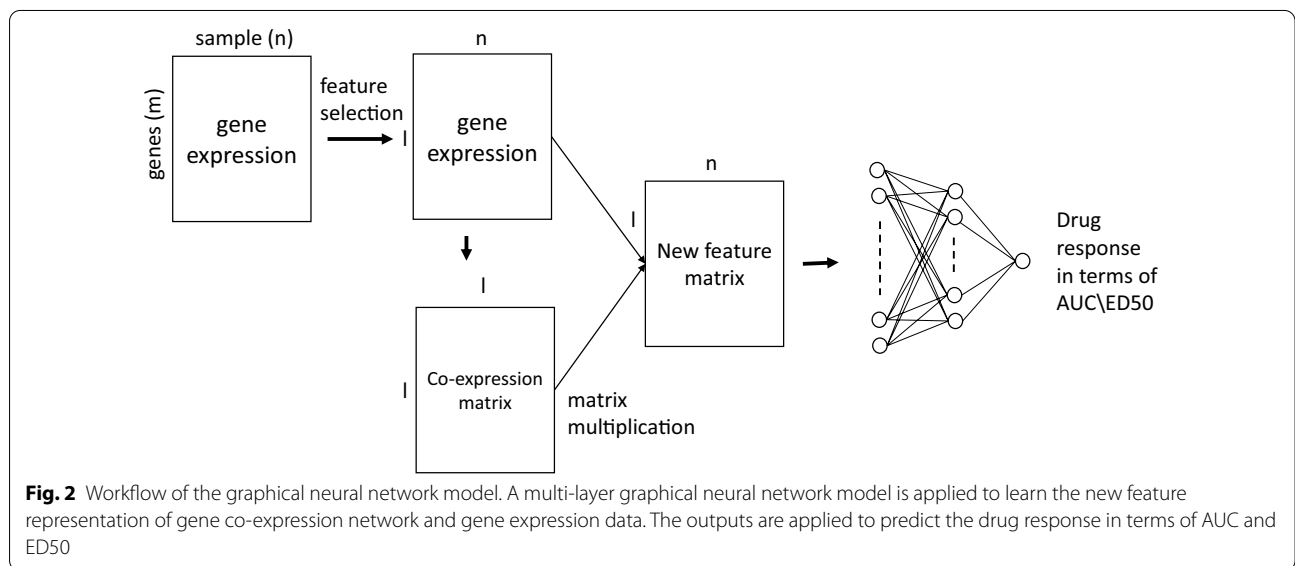 sample (n)
genes (m)
gene
expression
feature
selection
n
l
gene
expression
l
l
Co-expression
matrix
matrix
multiplication
n
l
New feature
matrix
Drug
response
in terms of
AUC\ED50
Fig. 2 Workflow of the graphical neural network model. A multi-layer graphical neural network model is applied to learn the new feature
representation of gene co-expression network and gene expression data. The outputs are applied to predict the drug response in terms of AUC and
ED50